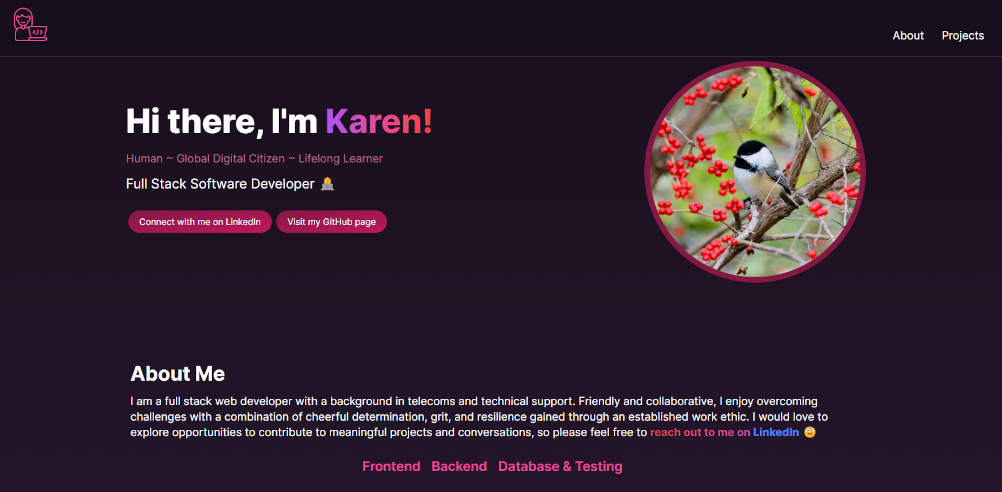 </>
About Projects
Hi there, I'm Karen!
Human ~ Global Digital Citizen ~ Lifelong Learner
Full Stack Software Developer 👩‍💻
Connect with me on LinkedIn Visit my GitHub page
About Me
I am a full stack web developer with a background in telecoms and technical support. Friendly and collaborative, I enjoy overcoming
challenges with a combination of cheerful determination, grit, and resilience gained through an established work ethic. I would love to
explore opportunities to contribute to meaningful projects and conversations, so please feel free to reach out to me on LinkedIn 😄
Frontend Backend Database & Testing